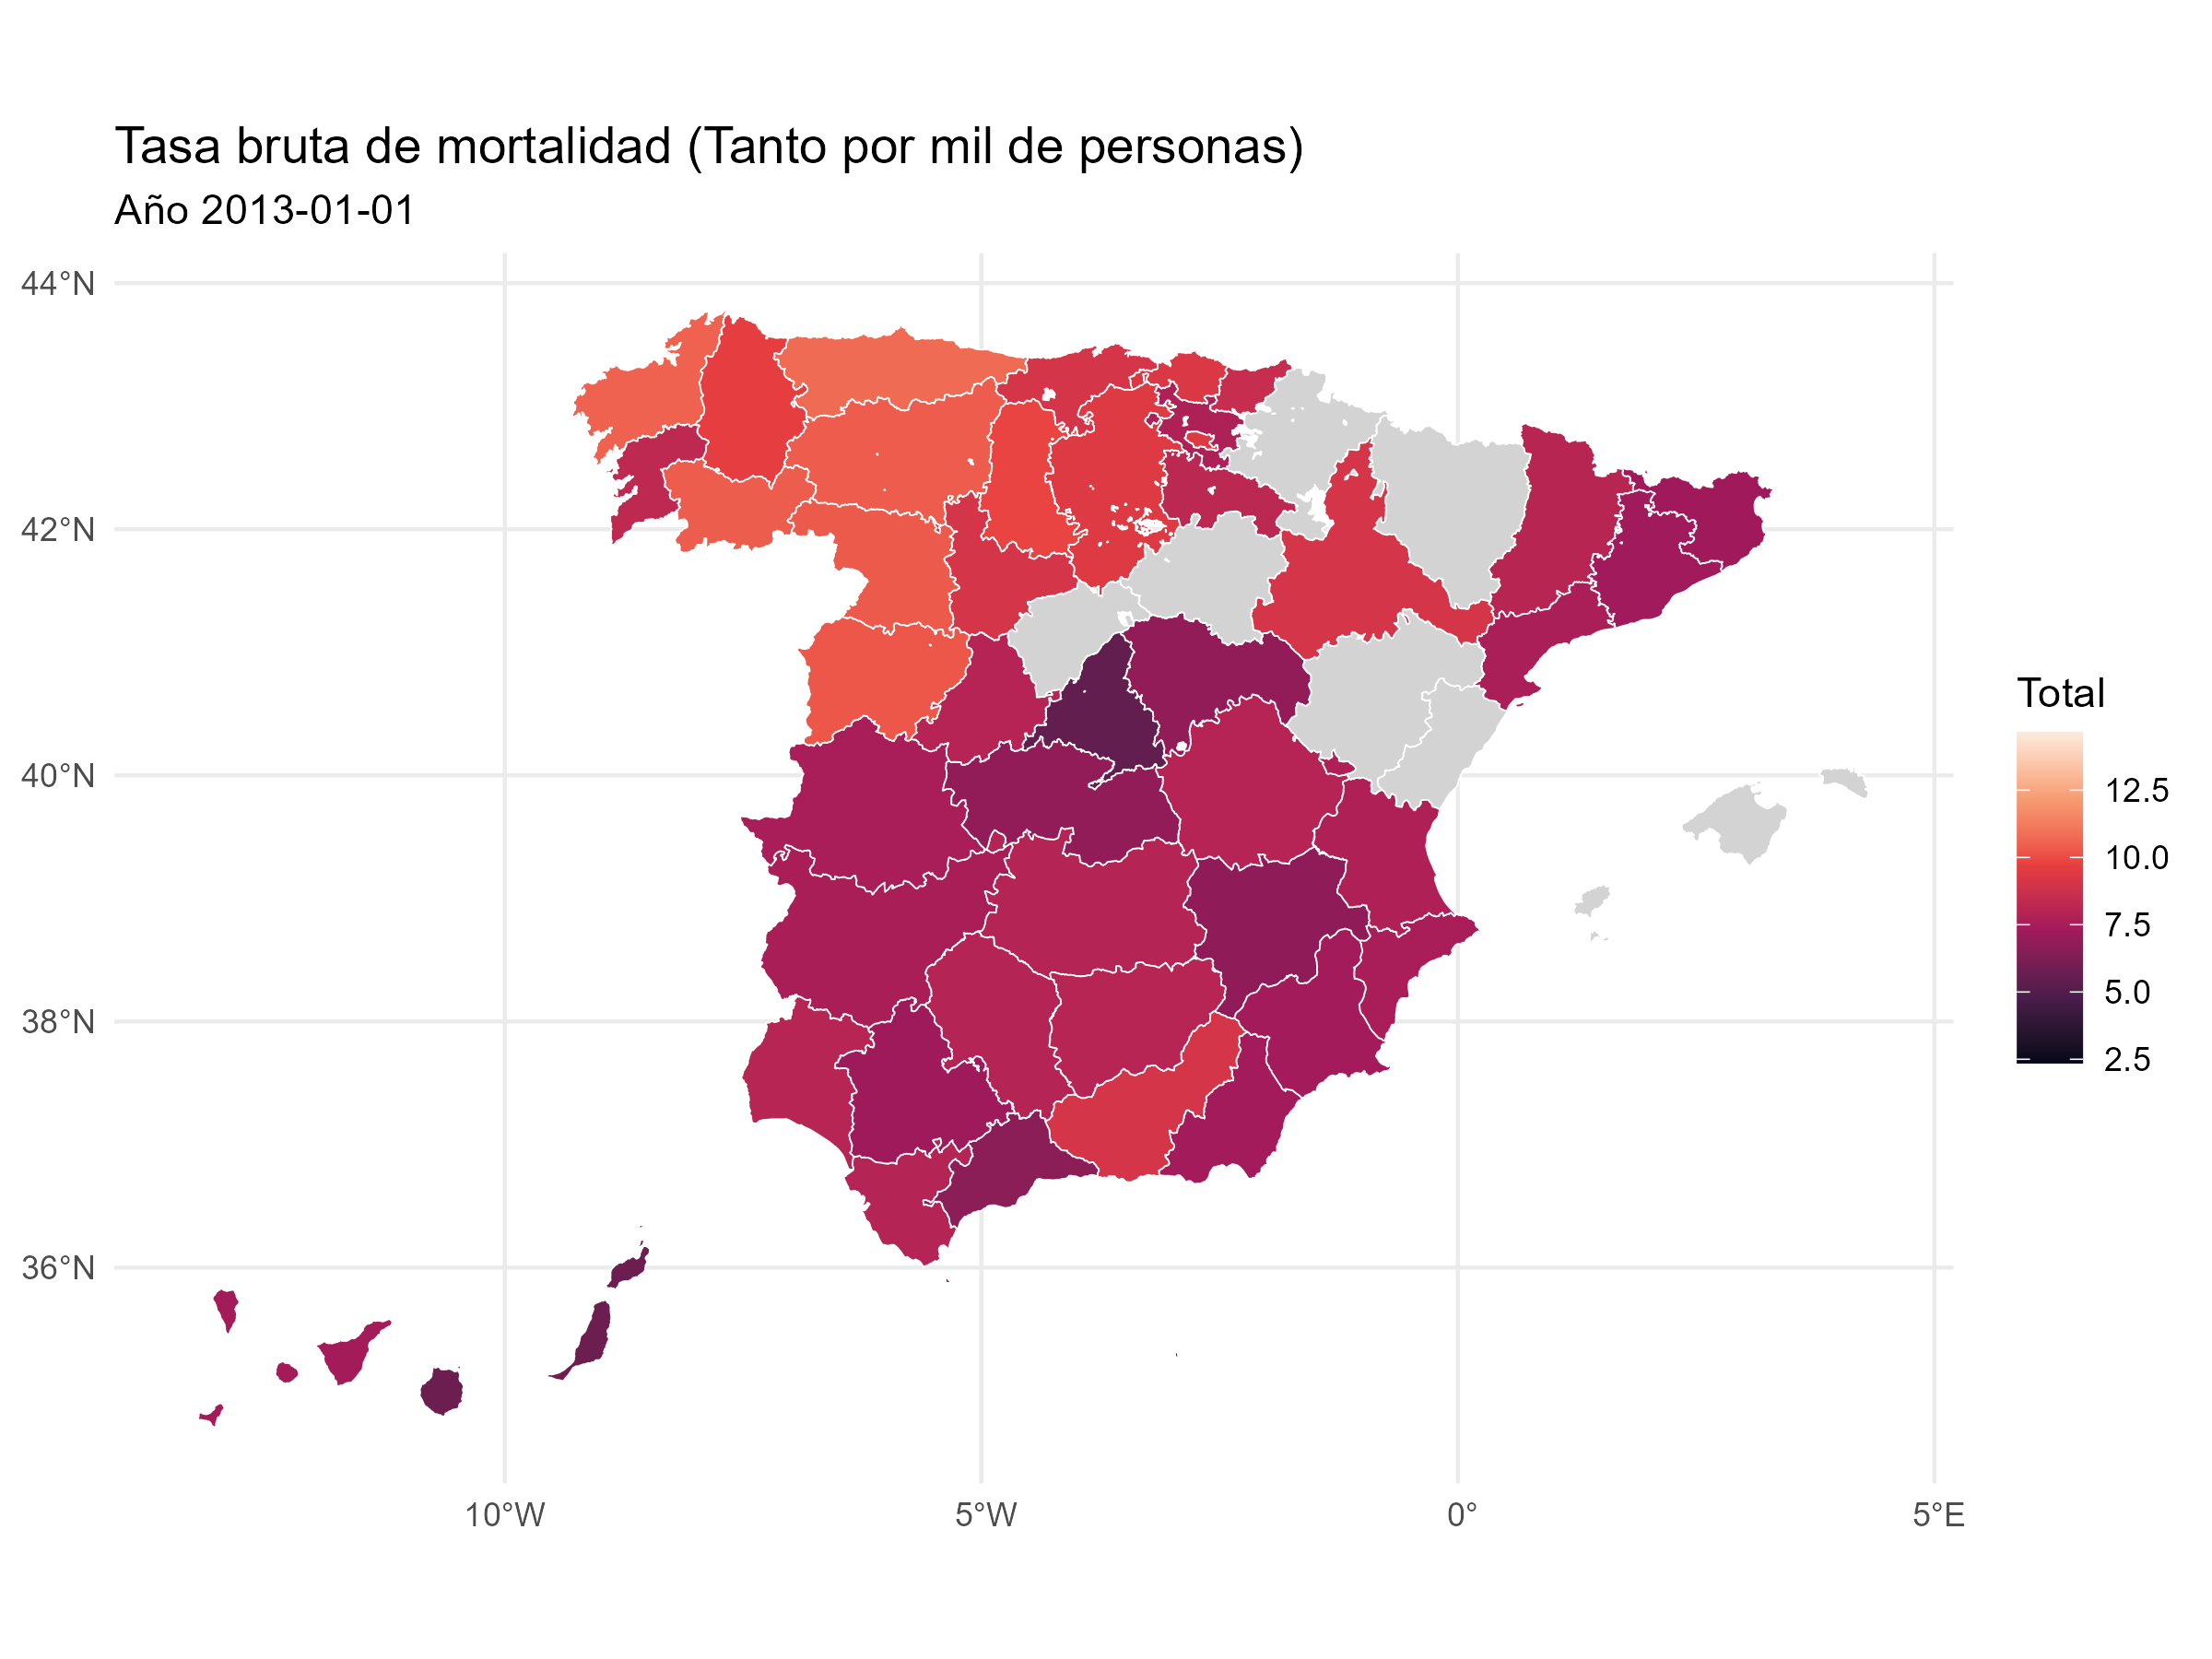 Tasa bruta de mortalidad (Tanto por mil de personas)
Año 2013-01-01
44°N
42°N
40°N
38°N
36°N
10°W
5°W
0°
5°E
Total
12.5
10.0
7.5
5.0
2.5